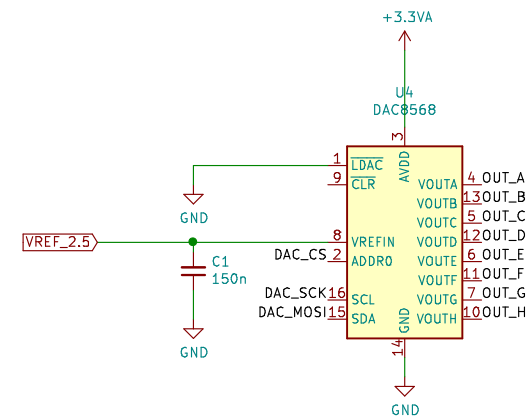 +3.3VA
U4
DAC8568
3
AVDD
1 LDAC
9 CLR
GND
VREF_2.5
8 VREFIN
DAC_CS 2 ADDR0
C1
150n
DAC_SCK 16 SCL
DAC_MOSI 15 SDA
GND
VOUTA 4 OUT_A
VOUTB 13 OUT_B
VOUTC 5 OUT_C
VOUTD 12 OUT_D
VOUTE 6 OUT_E
VOUTF 11 OUT_F
VOUTG 7 OUT_G
VOUTH 10 OUT_H
GND
14
GND